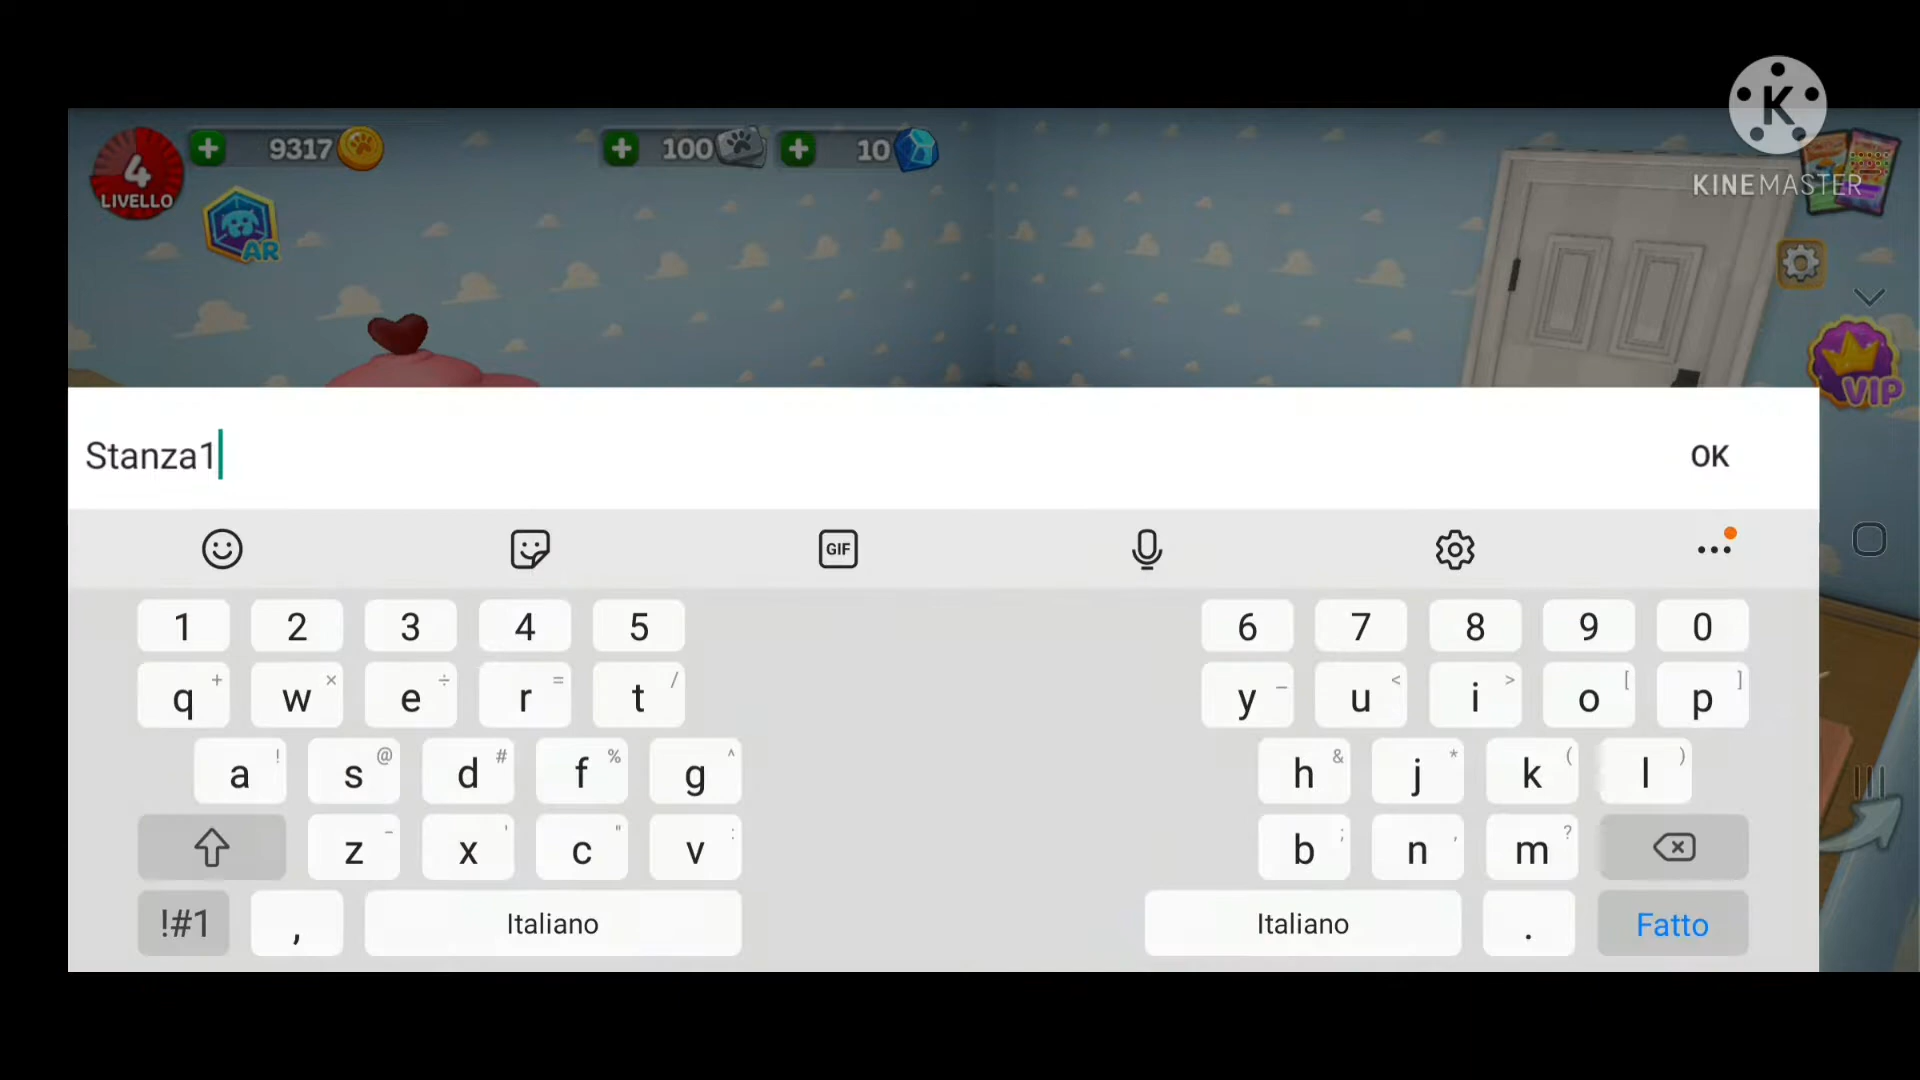 4
LIVELLO
9317
100
10
AR
K
KINEMASTER
VIP
Stanza1
OK
GIF
1 2 3 4 5 6 7 8 9 0
q + w × e ÷ r = t / y _ u < i > o [ p ]
a ! s @ d # f % g ^ h & j * k ( l )
z - x ' c " v : b ; n , m ?
!#1 , Italiano Italiano . Fatto